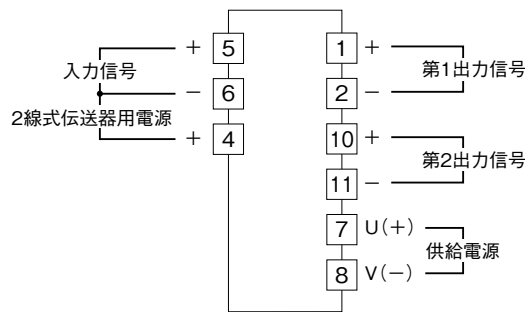 + 5
入力信号
− 6
2線式伝送器用電源
+ 4
1 +
第1出力信号
2 −
10 +
第2出力信号
11 −
7 U(+)
供給電源
8 V(−)